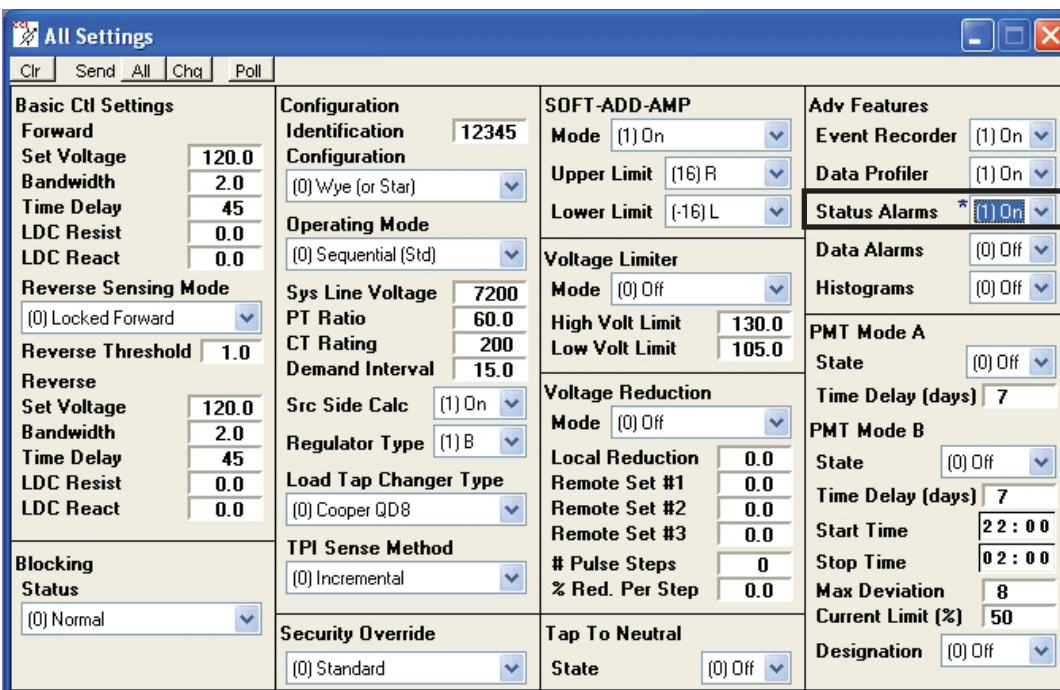 All Settings
Clr Send All Chg Poll
Basic Ctl Settings
Forward
Set Voltage 120.0
Bandwidth 2.0
Time Delay 45
LDC Resist 0.0
LDC React 0.0
Reverse Sensing Mode
(0) Locked Forward
Reverse Threshold 1.0
Reverse
Set Voltage 120.0
Bandwidth 2.0
Time Delay 45
LDC Resist 0.0
LDC React 0.0
Blocking
Status
(0) Normal
Configuration
Identification 12345
Configuration
(0) Wye (or Star)
Operating Mode
(0) Sequential (Std)
Sys Line Voltage 7200
PT Ratio 60.0
CT Rating 200
Demand Interval 15.0
Src Side Calc (1) On
Regulator Type (1) B
Load Tap Changer Type
(0) Cooper QD8
TPI Sense Method
(0) Incremental
Security Override
(0) Standard
SOFT-ADD-AMP
Mode (1) On
Upper Limit (16) R
Lower Limit (-16) L
Voltage Limiter
Mode (0) Off
High Volt Limit 130.0
Low Volt Limit 105.0
Voltage Reduction
Mode (0) Off
Local Reduction 0.0
Remote Set #1 0.0
Remote Set #2 0.0
Remote Set #3 0.0
# Pulse Steps 0
% Red. Per Step 0.0
Tap To Neutral
State (0) Off
Adv Features
Event Recorder (1) On
Data Profiler (1) On
Status Alarms * (1) On
Data Alarms (0) Off
Histograms (0) Off
PMT Mode A
State (0) Off
Time Delay (days) 7
PMT Mode B
State (0) Off
Time Delay (days) 7
Start Time 22:00
Stop Time 02:00
Max Deviation 8
Current Limit (%) 50
Designation (0) Off